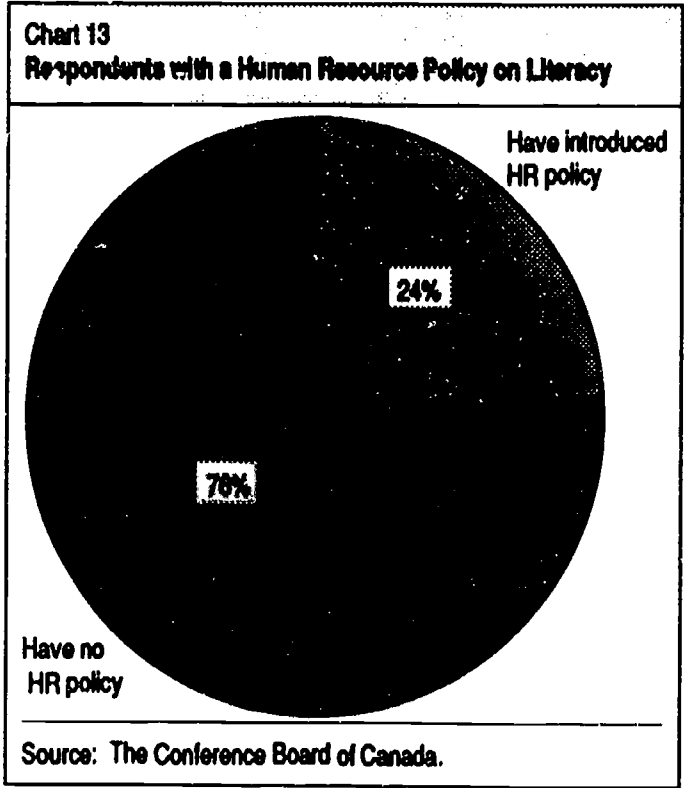 Chart 13
Respondents with a Human Resource Policy on Literacy
Have introduced
HR policy
24%
76%
Have no
HR policy
Source: The Conference Board of Canada.